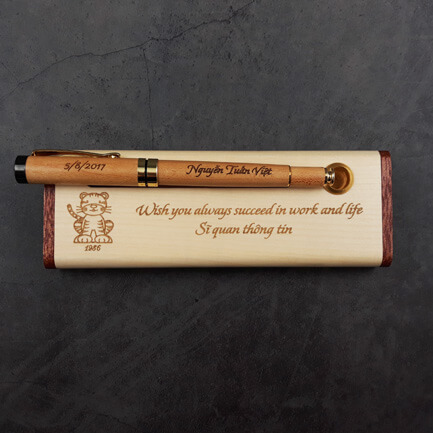 5/6/2017
Nguyễn Tuấn Việt
Wish you always succeed in work and life
Sĩ quan thông tin
1986